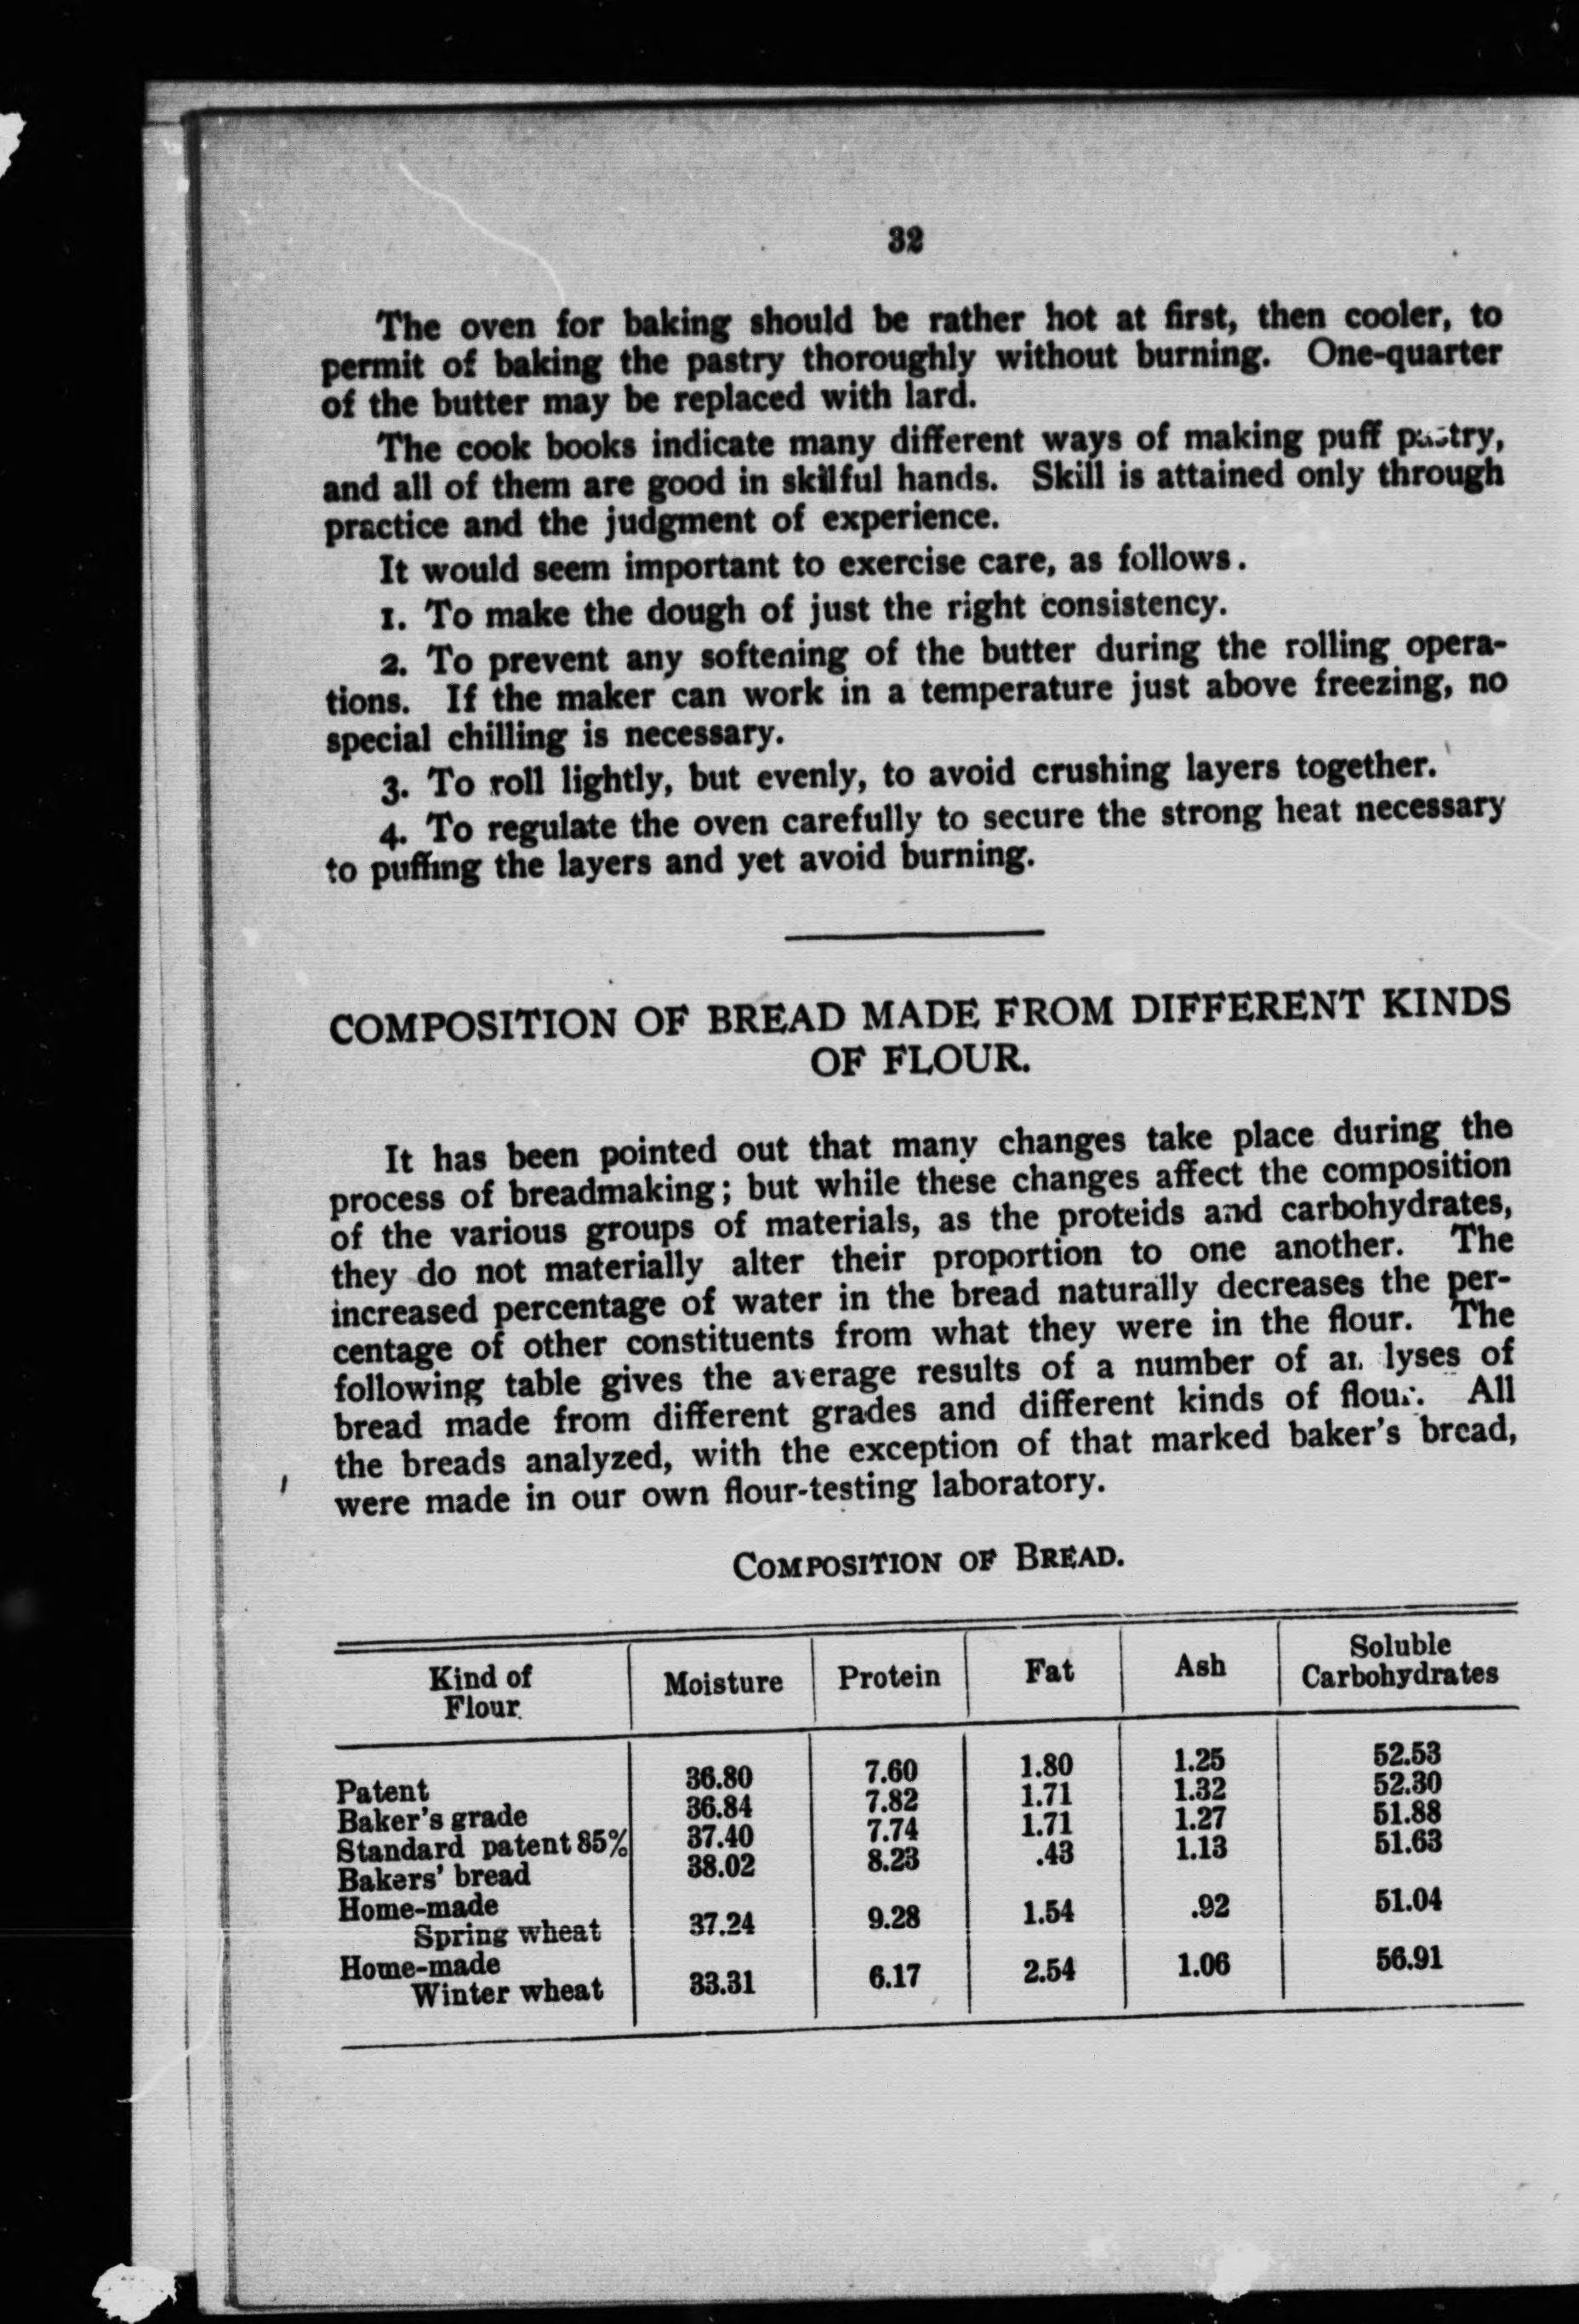 32
The oven for baking should be rather hot at first, then cooler, to
permit of baking the pastry thoroughly without burning. One-quarter
of the butter may be replaced with lard.
The cook books indicate many different ways of making puff pastry,
and all of them are good in skilful hands. Skill is attained only through
practice and the judgment of experience.
It would seem important to exercise care, as follows.
1. To make the dough of just the right consistency.
2. To prevent any softening of the butter during the rolling opera-
tions. If the maker can work in a temperature just above freezing, no
special chilling is necessary.
3. To roll lightly, but evenly, to avoid crushing layers together.
4. To regulate the oven carefully to secure the strong heat necessary
to puffing the layers and yet avoid burning.
COMPOSITION OF BREAD MADE FROM DIFFERENT KINDS
OF FLOUR.
It has been pointed out that many changes take place during the
process of breadmaking; but while these changes affect the composition
of the various groups of materials, as the proteids and carbohydrates,
they do not materially alter their proportion to one another. The
increased percentage of water in the bread naturally decreases the per-
centage of other constituents from what they were in the flour. The
following table gives the average results of a number of analyses of
bread made from different grades and different kinds of flour. All
the breads analyzed, with the exception of that marked baker's bread,
were made in our own flour-testing laboratory.
COMPOSITION OF BREAD.
Kind of Flour Moisture Protein Fat Ash Soluble Carbohydrates
Patent 36.80 7.60 1.80 1.25 52.53
Baker's grade 36.84 7.82 1.71 1.32 52.30
Standard patent 85% 37.40 7.74 1.71 1.27 51.88
Bakers' bread 38.02 8.23 .43 1.13 51.63
Home-made
Spring wheat 37.24 9.28 1.54 .92 51.04
Home-made
Winter wheat 33.31 6.17 2.54 1.06 56.91